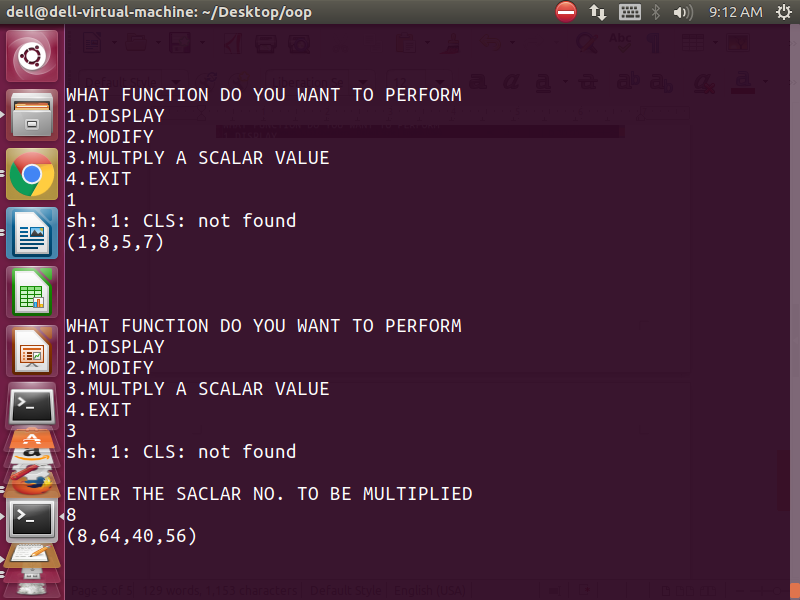 dell@dell-virtual-machine: ~/Desktop/oop
9:12 AM
WHAT FUNCTION DO YOU WANT TO PERFORM
1.DISPLAY
2.MODIFY
3.MULTPLY A SCALAR VALUE
4.EXIT
1
sh: 1: CLS: not found
(1,8,5,7)
WHAT FUNCTION DO YOU WANT TO PERFORM
1.DISPLAY
2.MODIFY
3.MULTPLY A SCALAR VALUE
4.EXIT
3
sh: 1: CLS: not found
ENTER THE SACLAR NO. TO BE MULTIPLIED
8
(8,64,40,56)